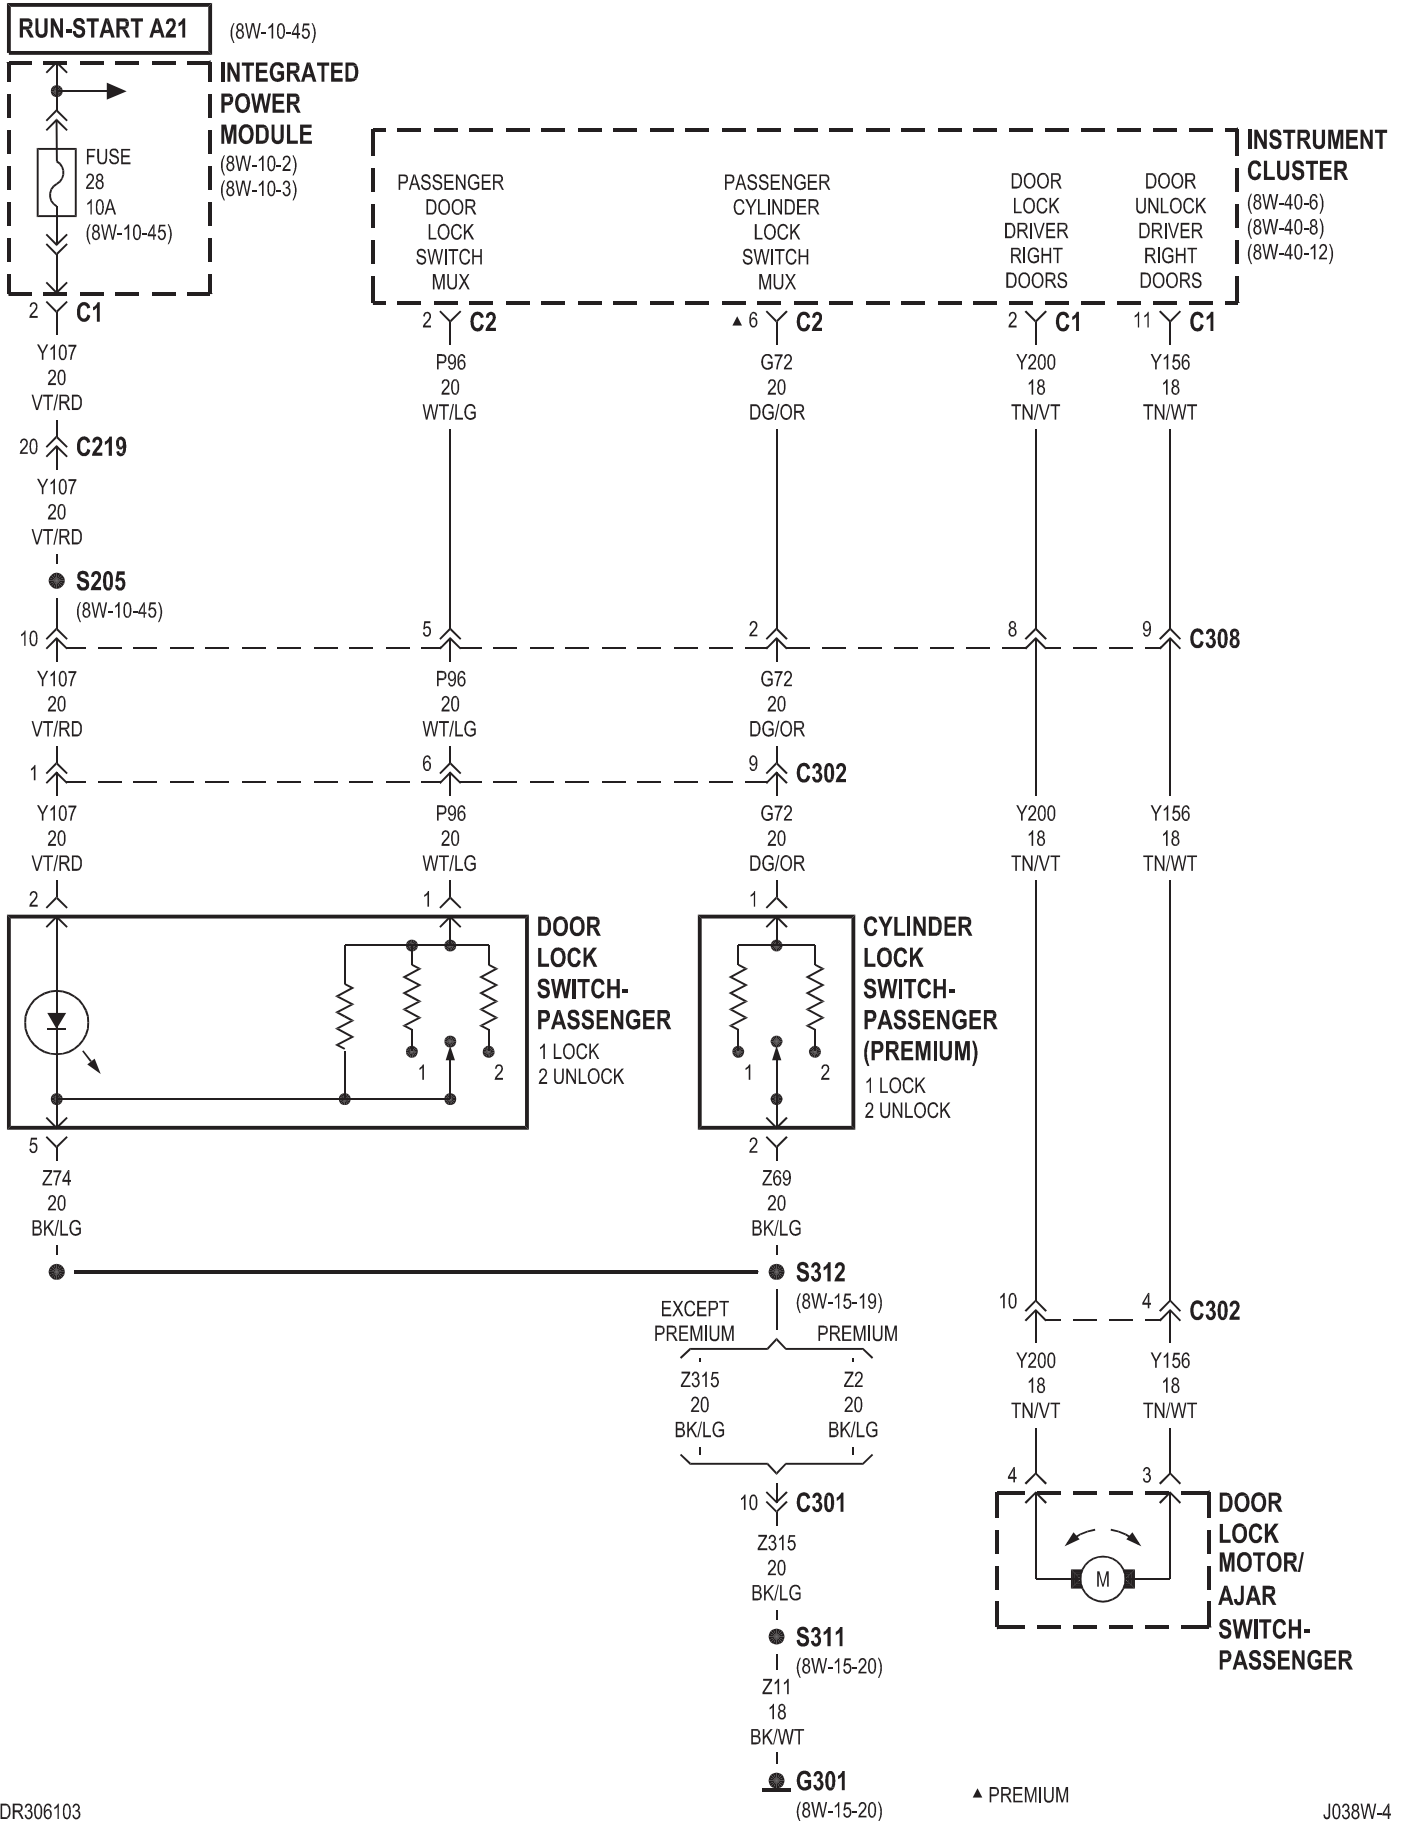 RUN-START A21
(8W-10-45)
INTEGRATED
POWER
MODULE
(8W-10-2)
(8W-10-3)
FUSE
28
10A
(8W-10-45)
INSTRUMENT
CLUSTER
(8W-40-6)
(8W-40-8)
(8W-40-12)
PASSENGER
DOOR
LOCK
SWITCH
MUX
PASSENGER
CYLINDER
LOCK
SWITCH
MUX
DOOR
LOCK
DRIVER
RIGHT
DOORS
DOOR
UNLOCK
DRIVER
RIGHT
DOORS
2 C1
2 C2
▲ 6 C2
2 C1
11 C1
Y107
20
VT/RD
P96
20
WT/LG
G72
20
DG/OR
Y200
18
TN/VT
Y156
18
TN/WT
20 C219
Y107
20
VT/RD
S205
(8W-10-45)
10
5
2
8
9 C308
Y107
20
VT/RD
P96
20
WT/LG
G72
20
DG/OR
1
6
9 C302
Y107
20
VT/RD
P96
20
WT/LG
G72
20
DG/OR
Y200
18
TN/VT
Y156
18
TN/WT
2
1
1
DOOR
LOCK
SWITCH-
PASSENGER
1 LOCK
2 UNLOCK
1
2
CYLINDER
LOCK
SWITCH-
PASSENGER
(PREMIUM)
1 LOCK
2 UNLOCK
1
2
5
2
Z74
20
BK/LG
Z69
20
BK/LG
S312
(8W-15-19)
EXCEPT
PREMIUM
PREMIUM
Z315
20
BK/LG
Z2
20
BK/LG
10 C301
Z315
20
BK/LG
S311
(8W-15-20)
Z11
18
BK/WT
G301
(8W-15-20)
10
4 C302
Y200
18
TN/VT
Y156
18
TN/WT
4
3
M
DOOR
LOCK
MOTOR/
AJAR
SWITCH-
PASSENGER
▲ PREMIUM
DR306103
J038W-4